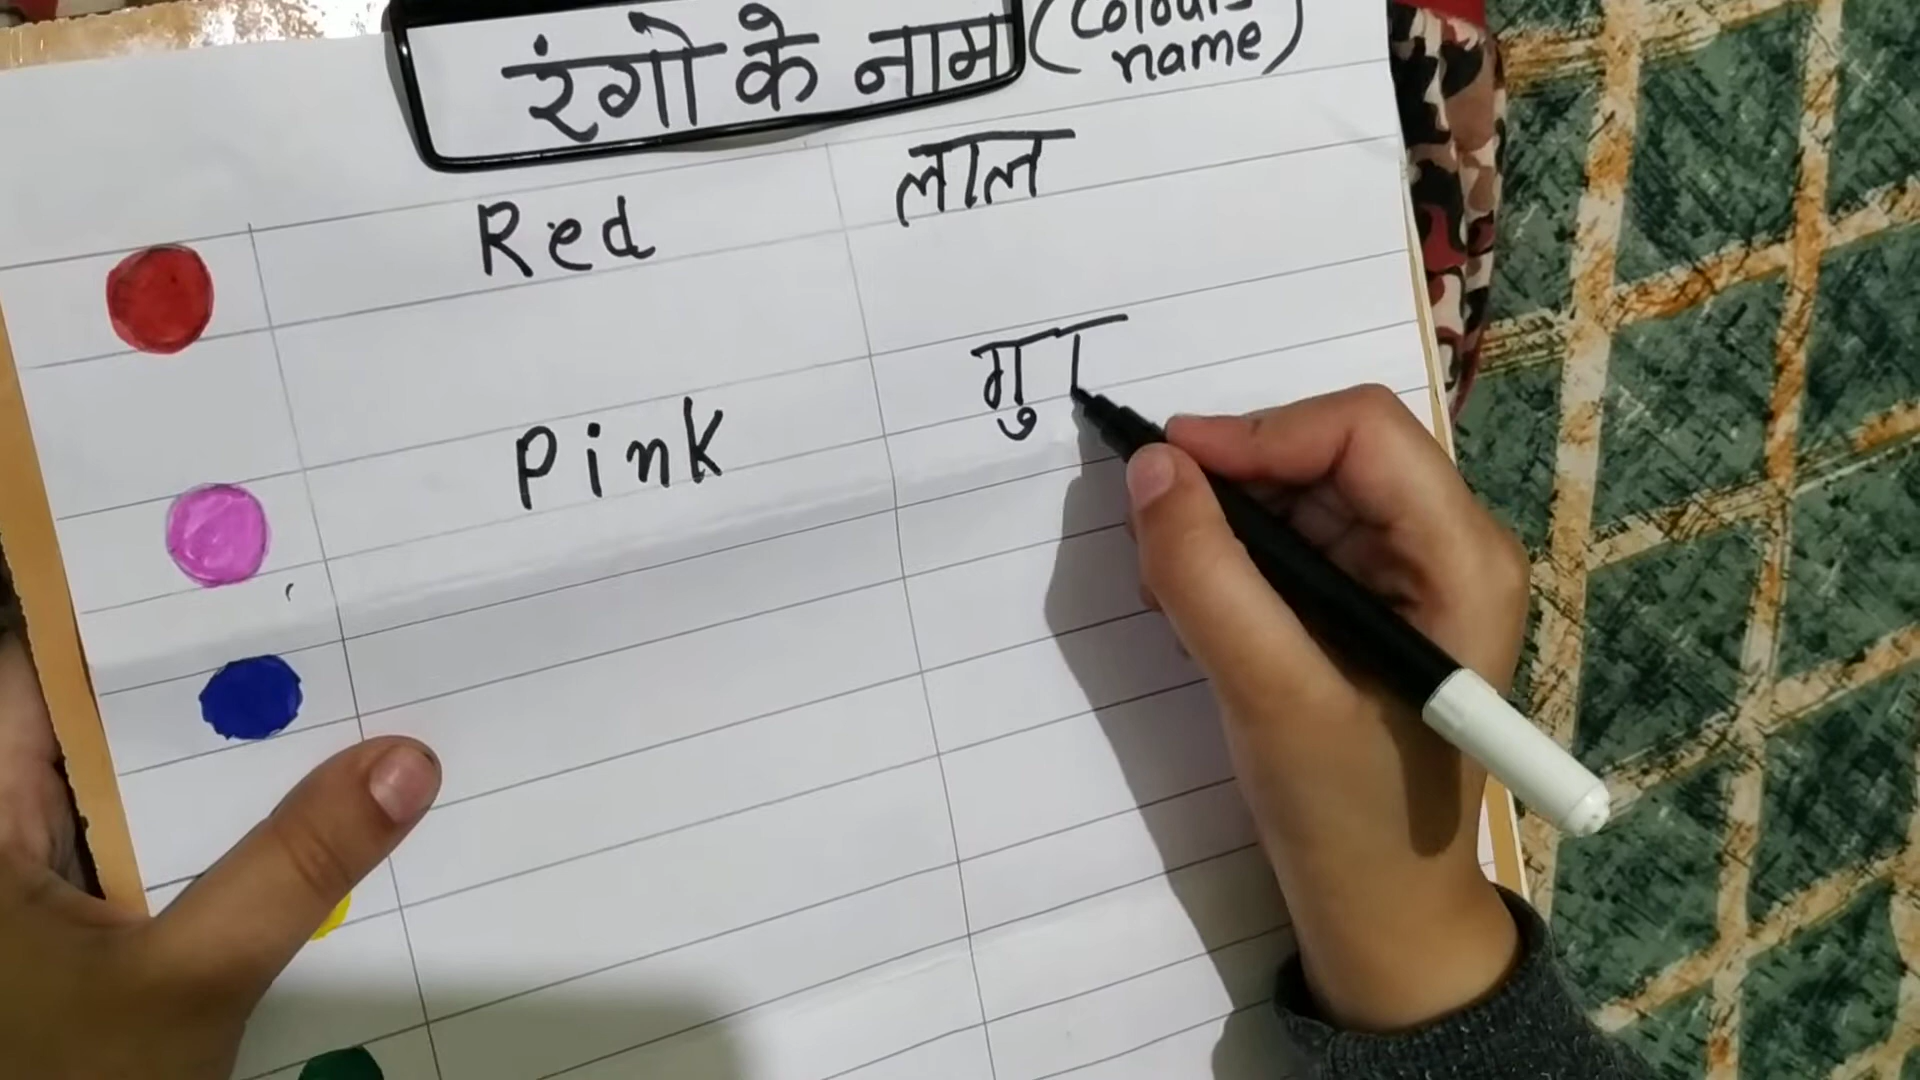 रंगो के नाम (Colours
name)
Red लाल
Pink गु